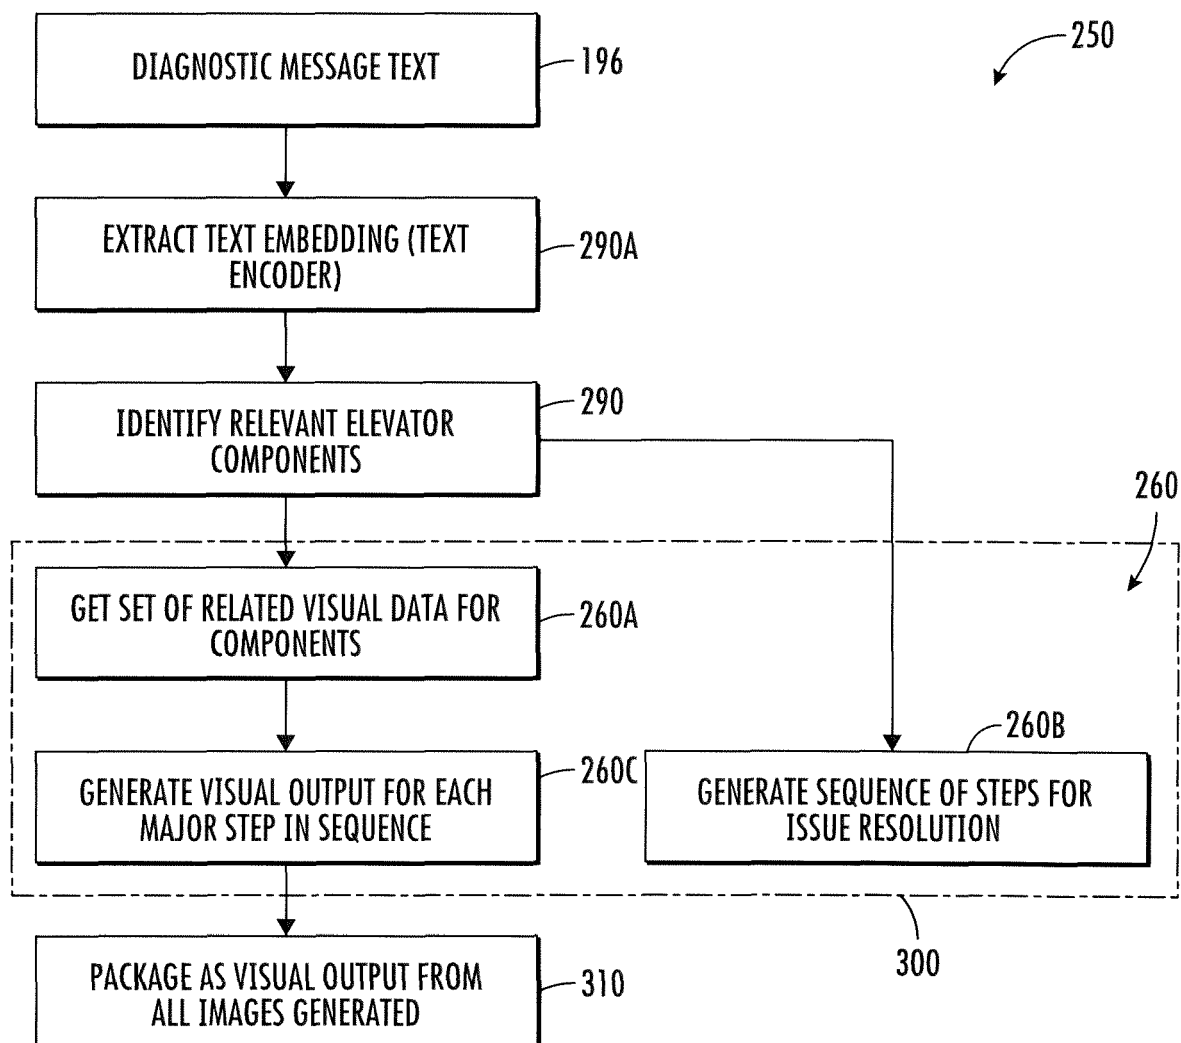 DIAGNOSTIC MESSAGE TEXT
196
250
EXTRACT TEXT EMBEDDING (TEXT
ENCODER)
290A
IDENTIFY RELEVANT ELEVATOR
COMPONENTS
290
260
GET SET OF RELATED VISUAL DATA FOR
COMPONENTS
260A
GENERATE VISUAL OUTPUT FOR EACH
MAJOR STEP IN SEQUENCE
260C
260B
GENERATE SEQUENCE OF STEPS FOR
ISSUE RESOLUTION
300
PACKAGE AS VISUAL OUTPUT FROM
ALL IMAGES GENERATED
310